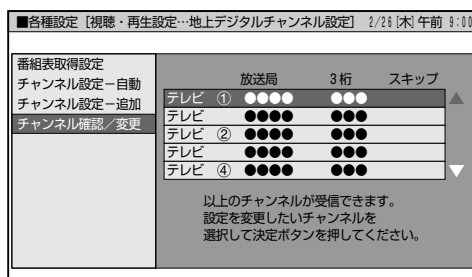 ■各種設定［視聴・再生設定…地上デジタルチャンネル設定］ 2/26[木]午前 9:00
番組表取得設定
チャンネル設定－自動
チャンネル設定－追加
チャンネル確認／変更
放送局 3桁 スキップ
テレビ ① ●●●● ●●●
テレビ ●●●● ●●●
テレビ ② ●●●● ●●●
テレビ ●●●● ●●●
テレビ ④ ●●●● ●●●
以上のチャンネルが受信できます。
設定を変更したいチャンネルを
選択して決定ボタンを押してください。